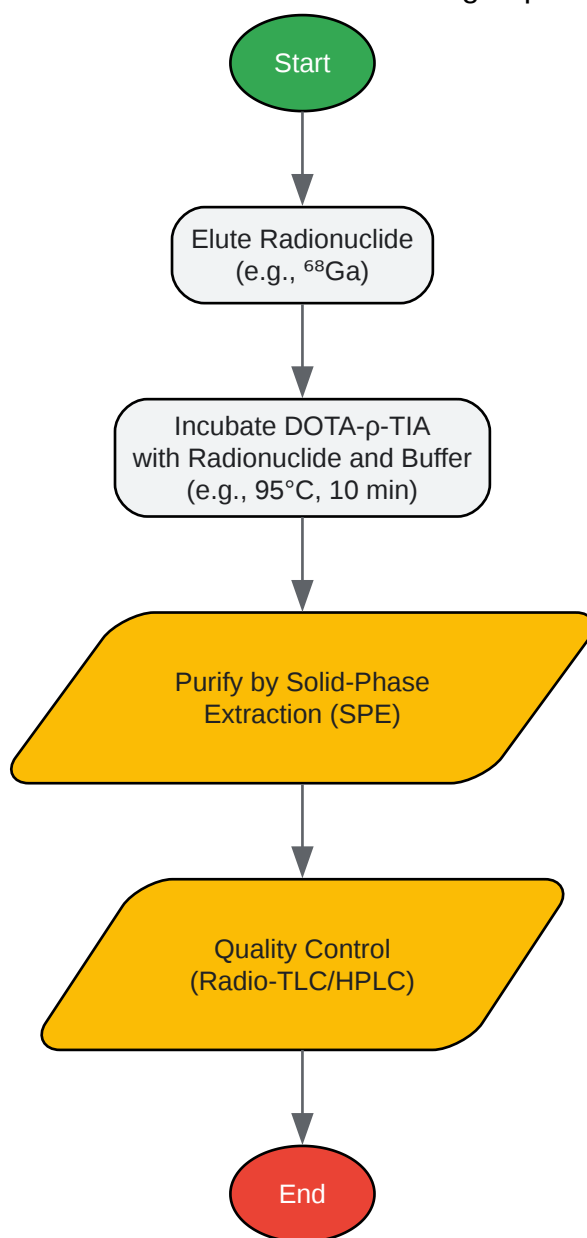 Start
Elute Radionuclide
(e.g., ⁶⁸Ga)
Incubate DOTA-ρ-TIA
with Radionuclide and Buffer
(e.g., 95°C, 10 min)
Purify by Solid-Phase
Extraction (SPE)
Quality Control
(Radio-TLC/HPLC)
End